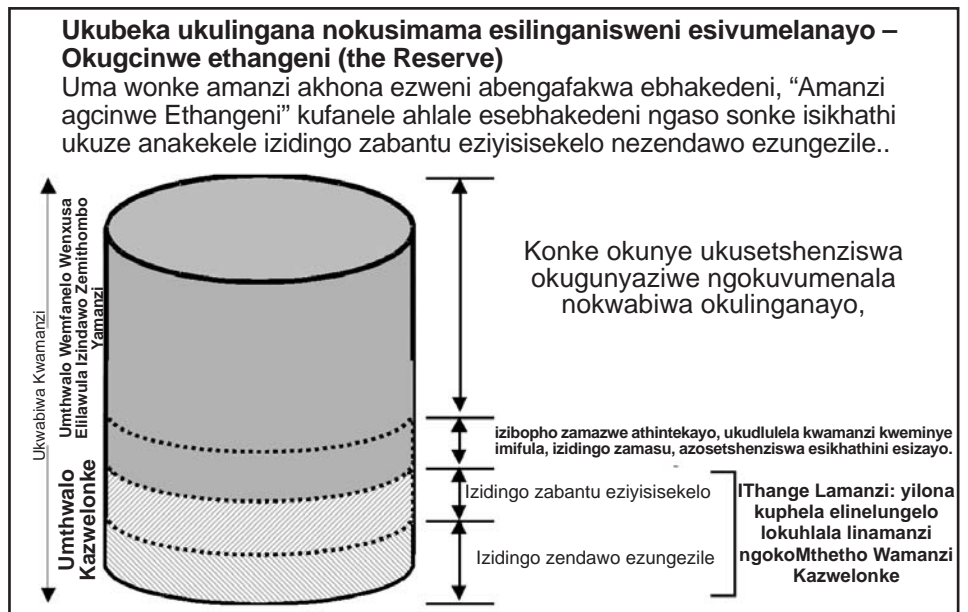 Ukubeka ukulingana nokusimama esilinganisweni esivumelanayo –
Okugcinwe ethangeni (the Reserve)
Uma wonke amanzi akhona ezweni abengafakwa ebhakedeni, “Amanzi
agcinwe Ethangeni” kufanele ahlale esebhakedeni ngaso sonke isikhathi
ukuze anakekele izidingo zabantu eziyisisekelo nezendawo ezungezile..
Ukwabiwa Kwamanzi
Umthwalo Wemfanelo Wenxusa
Elilawula Izindawo Zemithombo
Yamanzi
Umthwalo
Kazwelonke
Konke okunye ukusetshenziswa
okugunyaziwe ngokuvumenala
nokwabiwa okulinganayo,
izibopho zamazwe athintekayo, ukudlulela kwamanzi kweminye
imifula, izidingo zamasu, azosetshenziswa esikhathini esizayo.
Izidingo zabantu eziyisisekelo
Izidingo zendawo ezungezile
IThange Lamanzi: yilona
kuphela elinelungelo
lokuhlala linamanzi
ngokoMthetho Wamanzi
Kazwelonke